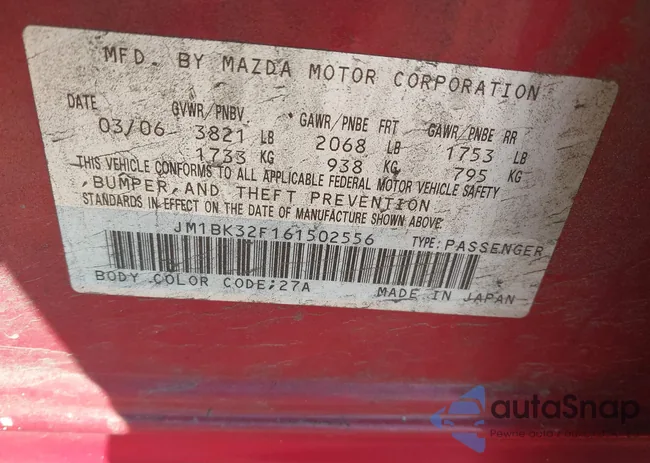 MFD. BY MAZDA MOTOR CORPORATION
DATE GVWR/PNBV GAWR/PNBE FRT GAWR/PNBE RR
03/06 3821 LB 2068 LB 1753 LB
1733 KG 938 KG 795 KG
THIS VEHICLE CONFORMS TO ALL APPLICABLE FEDERAL MOTOR VEHICLE SAFETY
, BUMPER, AND THEFT PREVENTION
STANDARDS IN EFFECT ON THE DATE OF MANUFACTURE SHOWN ABOVE.
JM1BK32F161502556 TYPE: PASSENGER
BODY COLOR CODE;27A MADE IN JAPAN
autaSnap
Pewne auta